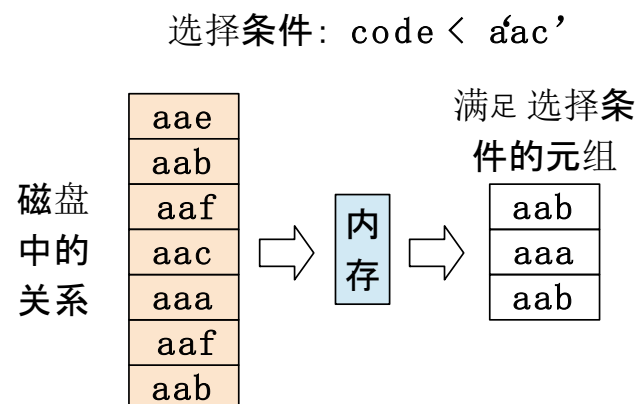 选择条件: code < ‘aac’
满足 选择条
件的元组
磁盘
中的
关系
aae
aab
aaf
aac
aaa
aaf
aab
内
存
aab
aaa
aab